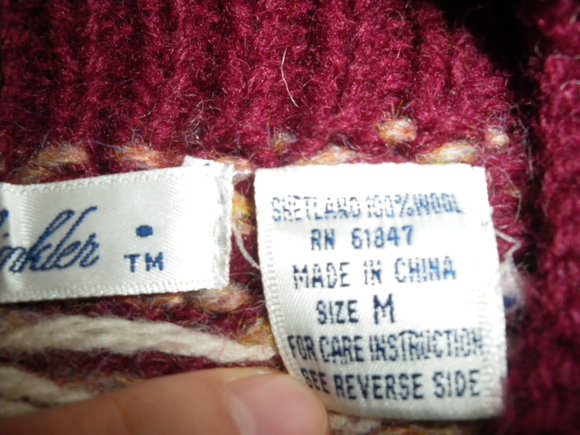 TM
SHETLAND 100% WOOL
RN 61847
MADE IN CHINA
SIZE M
FOR CARE INSTRUCTION
SEE REVERSE SIDE